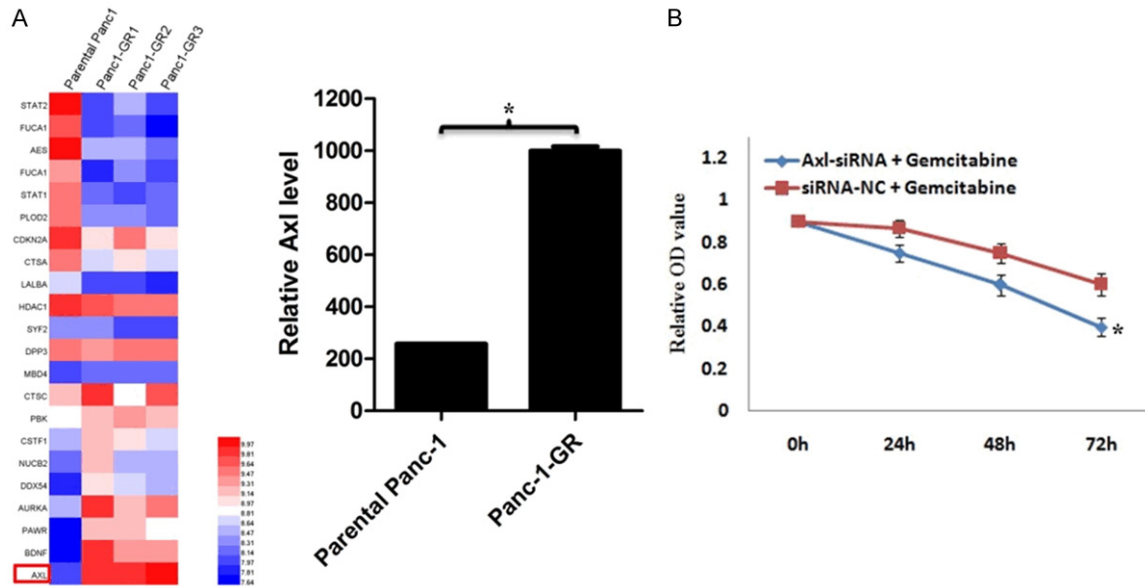 A
Parental Panc1
Panc1-GR1
Panc1-GR2
Panc1-GR3
STAT2
FUCA1
AES
FUCA1
STAT1
PLOD2
CDKN2A
CTSA
LALBA
HDAC1
SYF2
DPP3
MBD4
CTSC
PBK
CSTF1
NUCB2
DDX54
AURKA
PAWR
BDNF
AXL
9.97
9.81
9.64
9.47
9.31
9.14
8.97
8.81
8.64
8.47
8.31
8.14
7.97
7.81
7.64
Relative Axl level
1200
1000
800
600
400
200
0
*
Parental Panc-1
Panc-1-GR
B
Relative OD value
1.2
1
0.8
0.6
0.4
0.2
0
Axl-siRNA + Gemcitabine
siRNA-NC + Gemcitabine
*
0h
24h
48h
72h